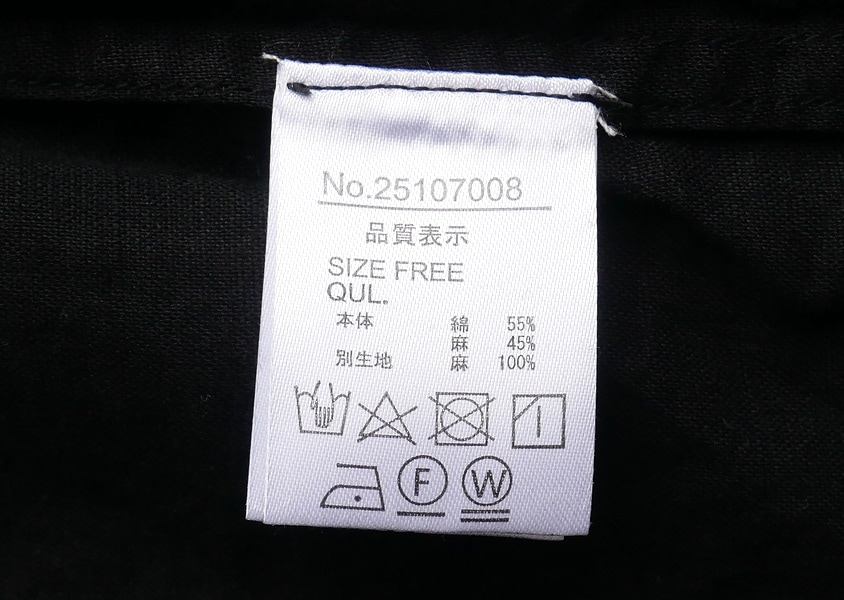 No.25107008
品質表示
SIZE FREE
QUL.
本体 綿 55%
麻 45%
別生地 麻 100%
F W